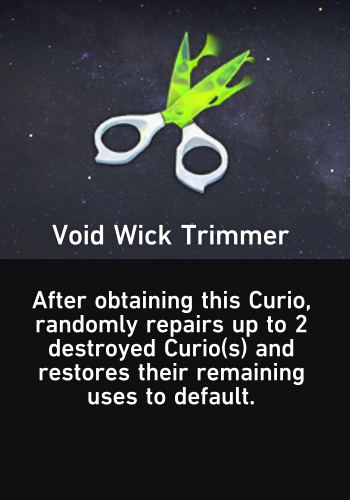 Void Wick Trimmer
After obtaining this Curio,
randomly repairs up to 2
destroyed Curio(s) and
restores their remaining
uses to default.